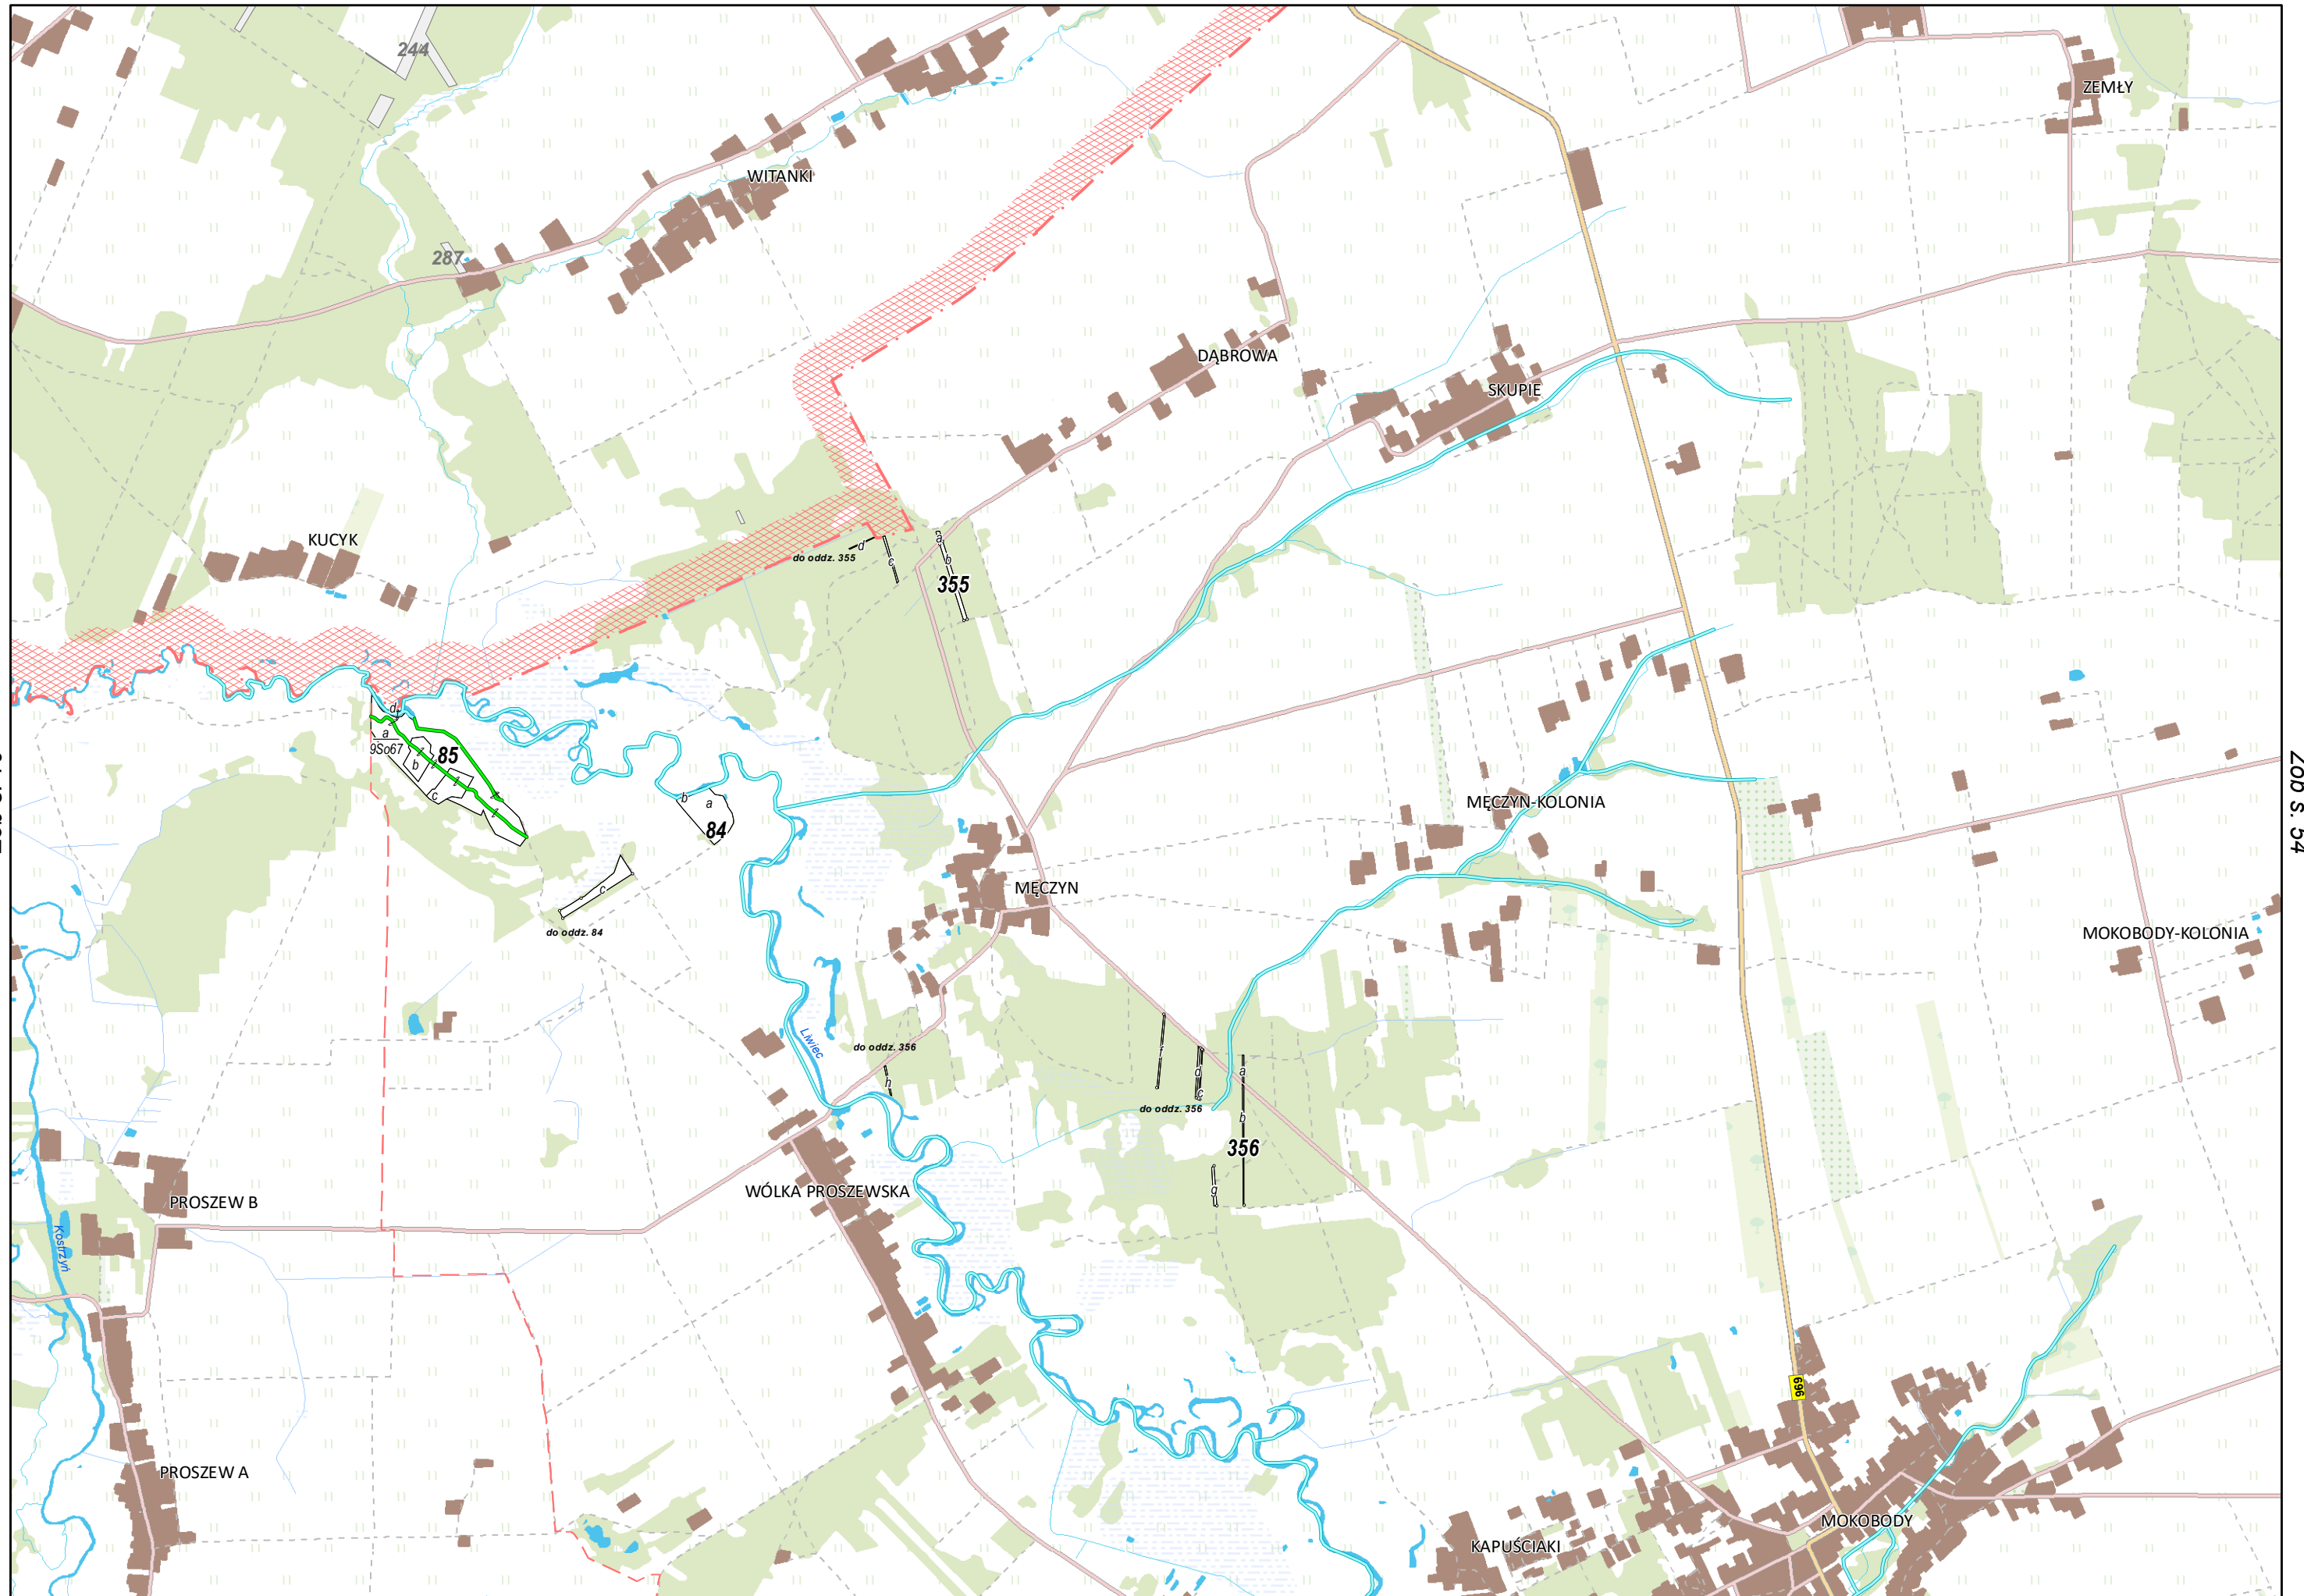 244
ZEMŁY
WITANKI
287
DĄBROWA
SKUPIE
KUCYK
d
c
do oddz. 355
a
b
355
d
a
9So67
85
b
c
b
a
84
Zob s. 54
MĘCZYN-KOLONIA
MĘCZYN
c
do oddz. 84
MOKOBODY-KOLONIA
Liwiec
do oddz. 356
h
f
d
c
a
do oddz. 356
b
356
g
PROSZEW B
WÓLKA PROSZEWSKA
Kostrzyń
696
PROSZEW A
MOKOBODY
KAPUŚCIAKI